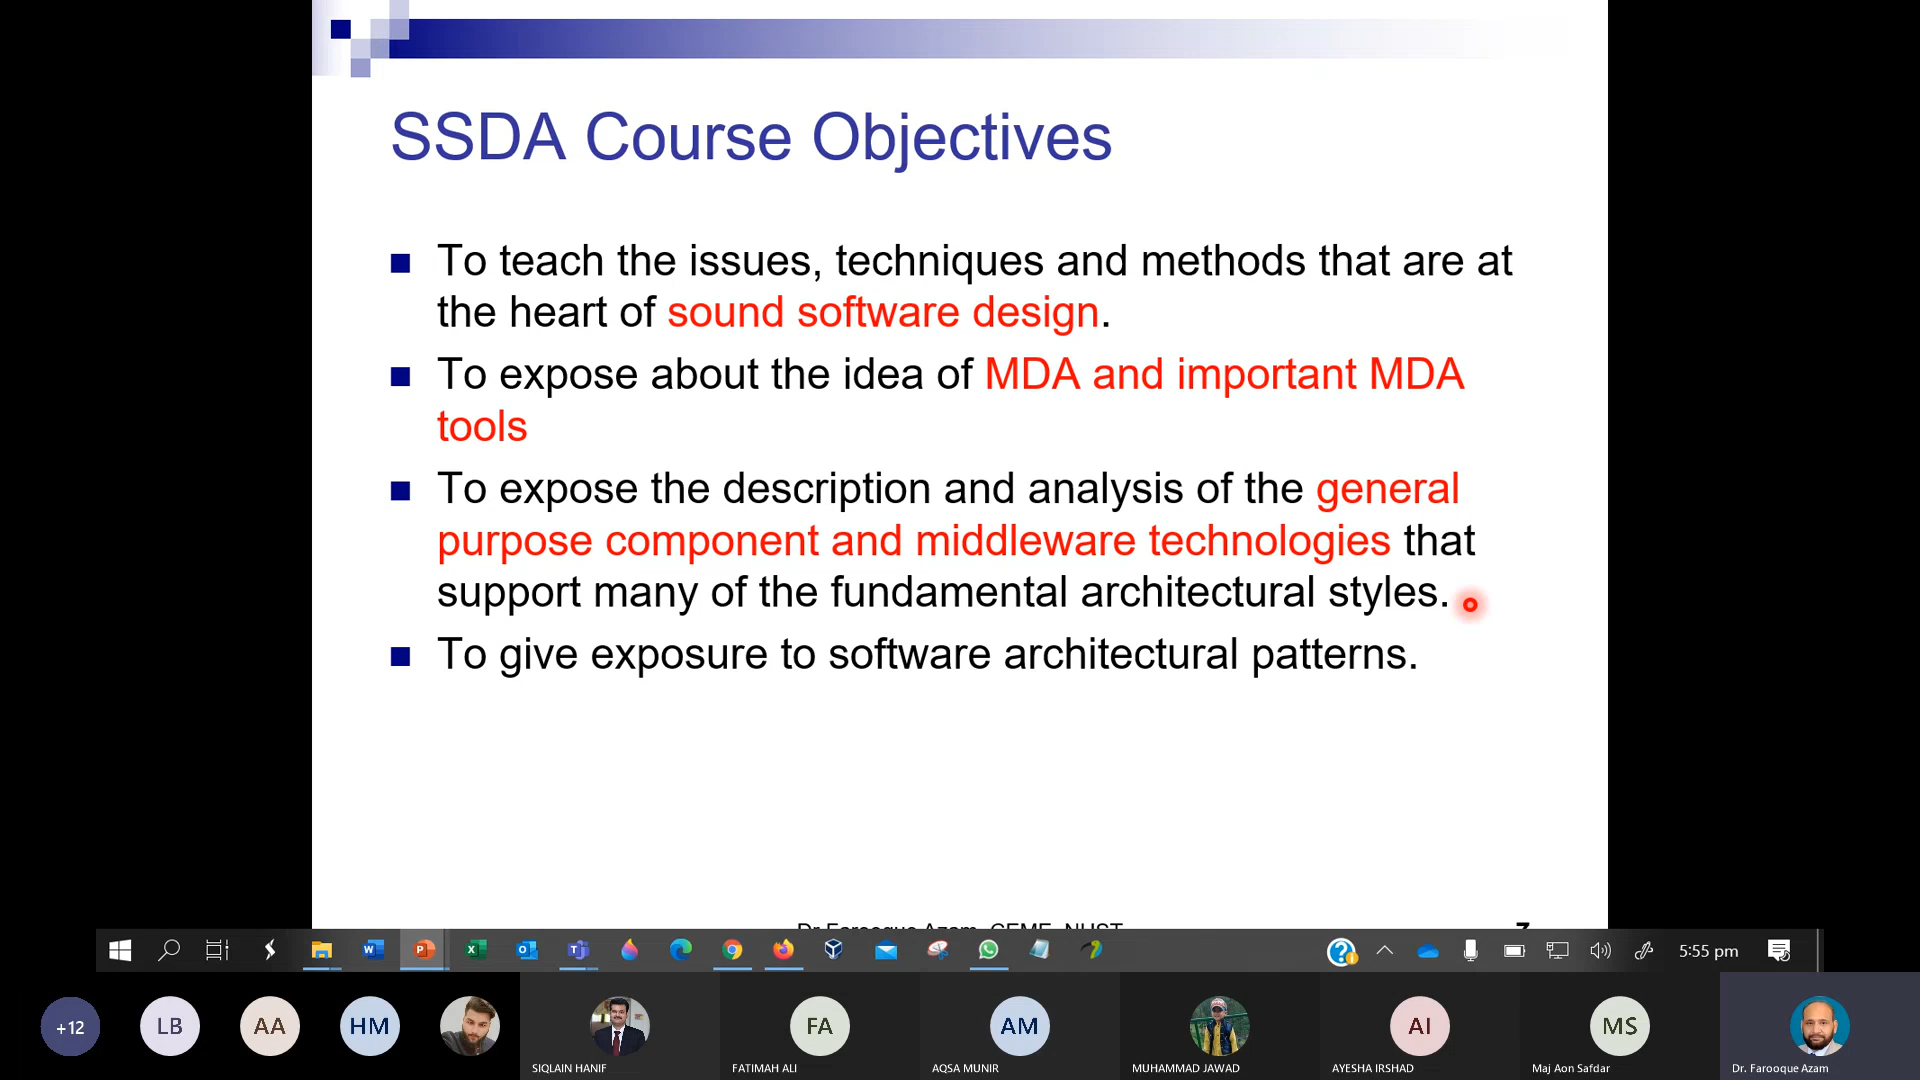 SSDA Course Objectives
To teach the issues, techniques and methods that are at
the heart of sound software design.
To expose about the idea of MDA and important MDA
tools
To expose the description and analysis of the general
purpose component and middleware technologies that
support many of the fundamental architectural styles.
To give exposure to software architectural patterns.
Dr Farooque Azam, CEME, NUST
7
5:55 pm
+12
LB
AA
HM
FA
AM
AI
MS
SIQLAIN HANIF
FATIMAH ALI
AQSA MUNIR
MUHAMMAD JAWAD
AYESHA IRSHAD
Maj Aon Safdar
Dr. Farooque Azam